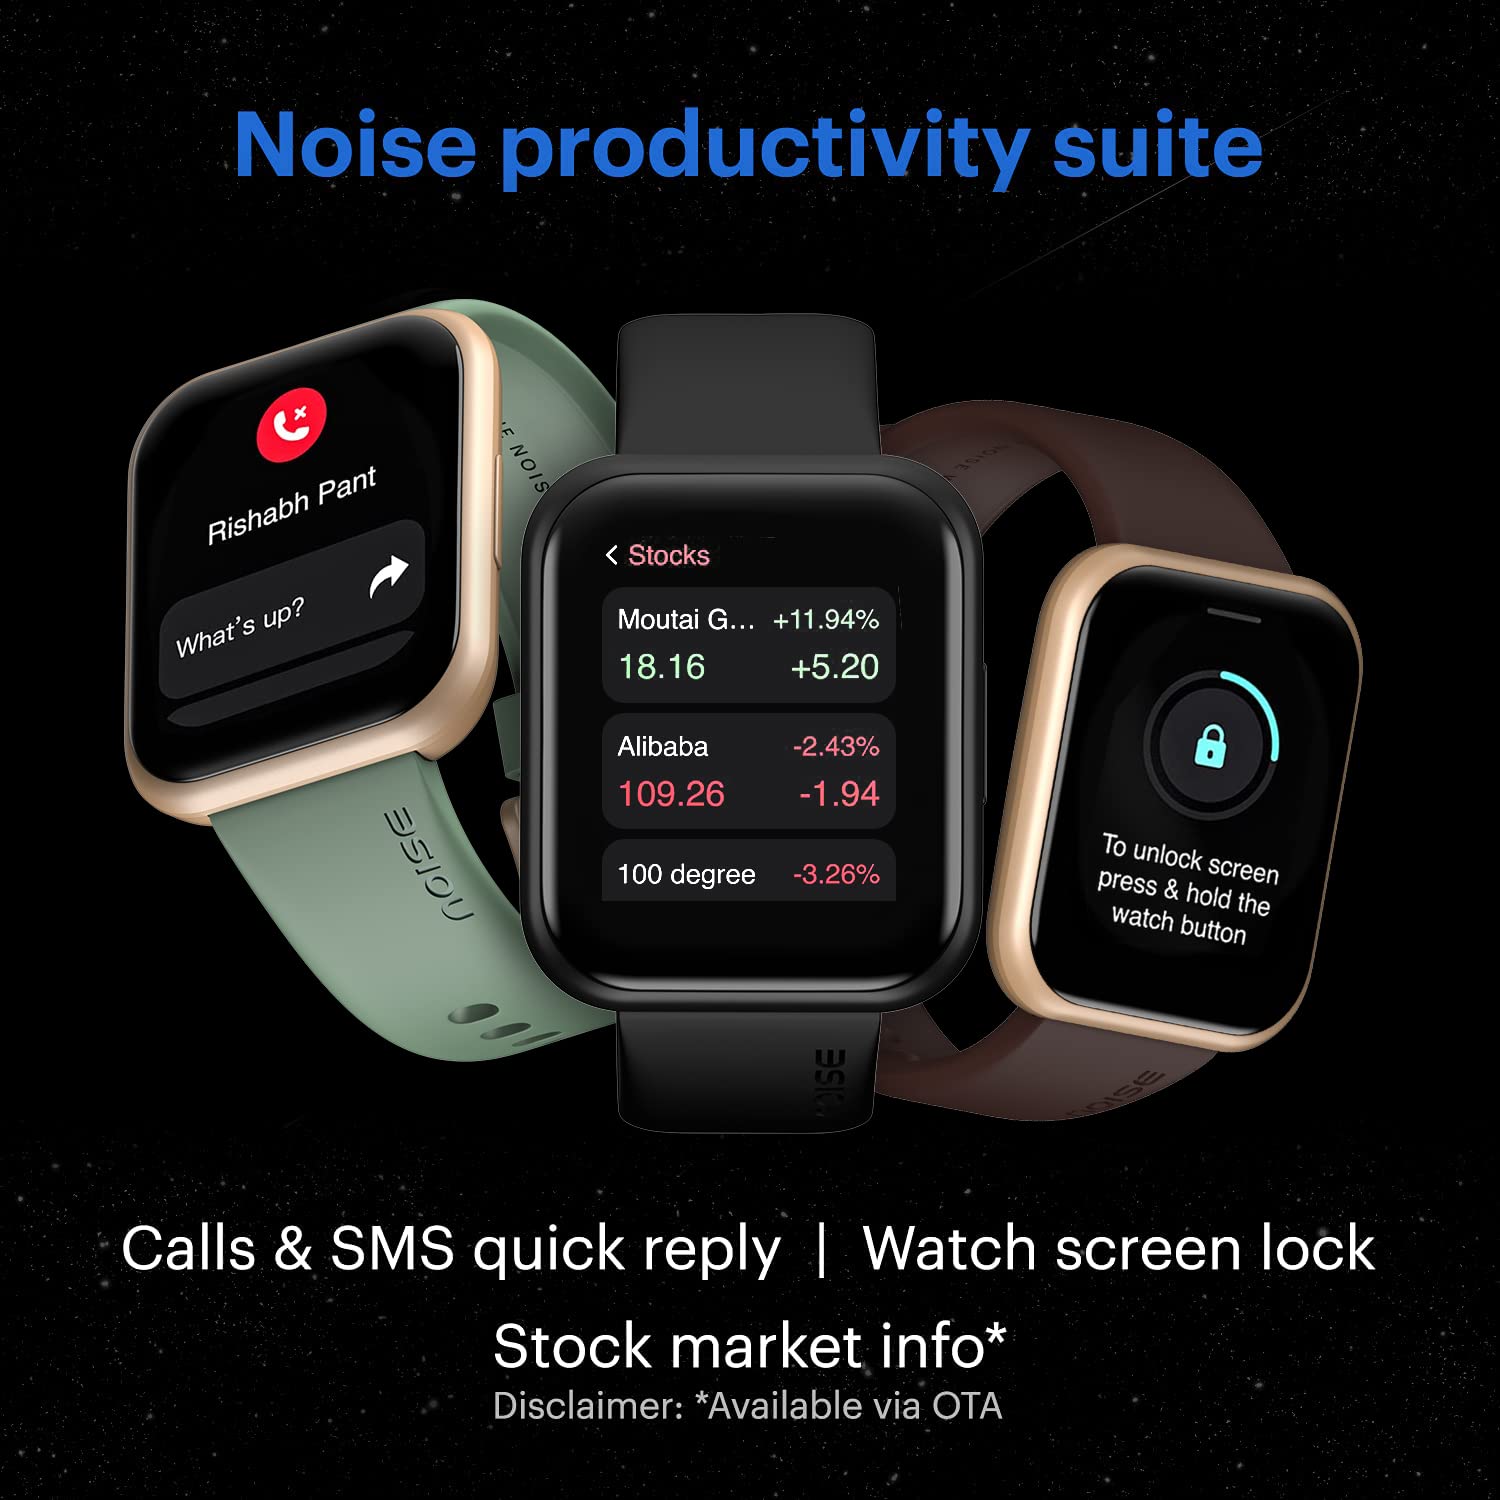 Noise productivity suite
Rishabh Pant
What's up?
NOIS
noise
Stocks
Moutai G... +11.94%
18.16 +5.20
Alibaba -2.43%
109.26 -1.94
100 degree -3.26%
To unlock screen
press & hold the
watch button
Calls & SMS quick reply | Watch screen lock
Stock market info*
Disclaimer: *Available via OTA